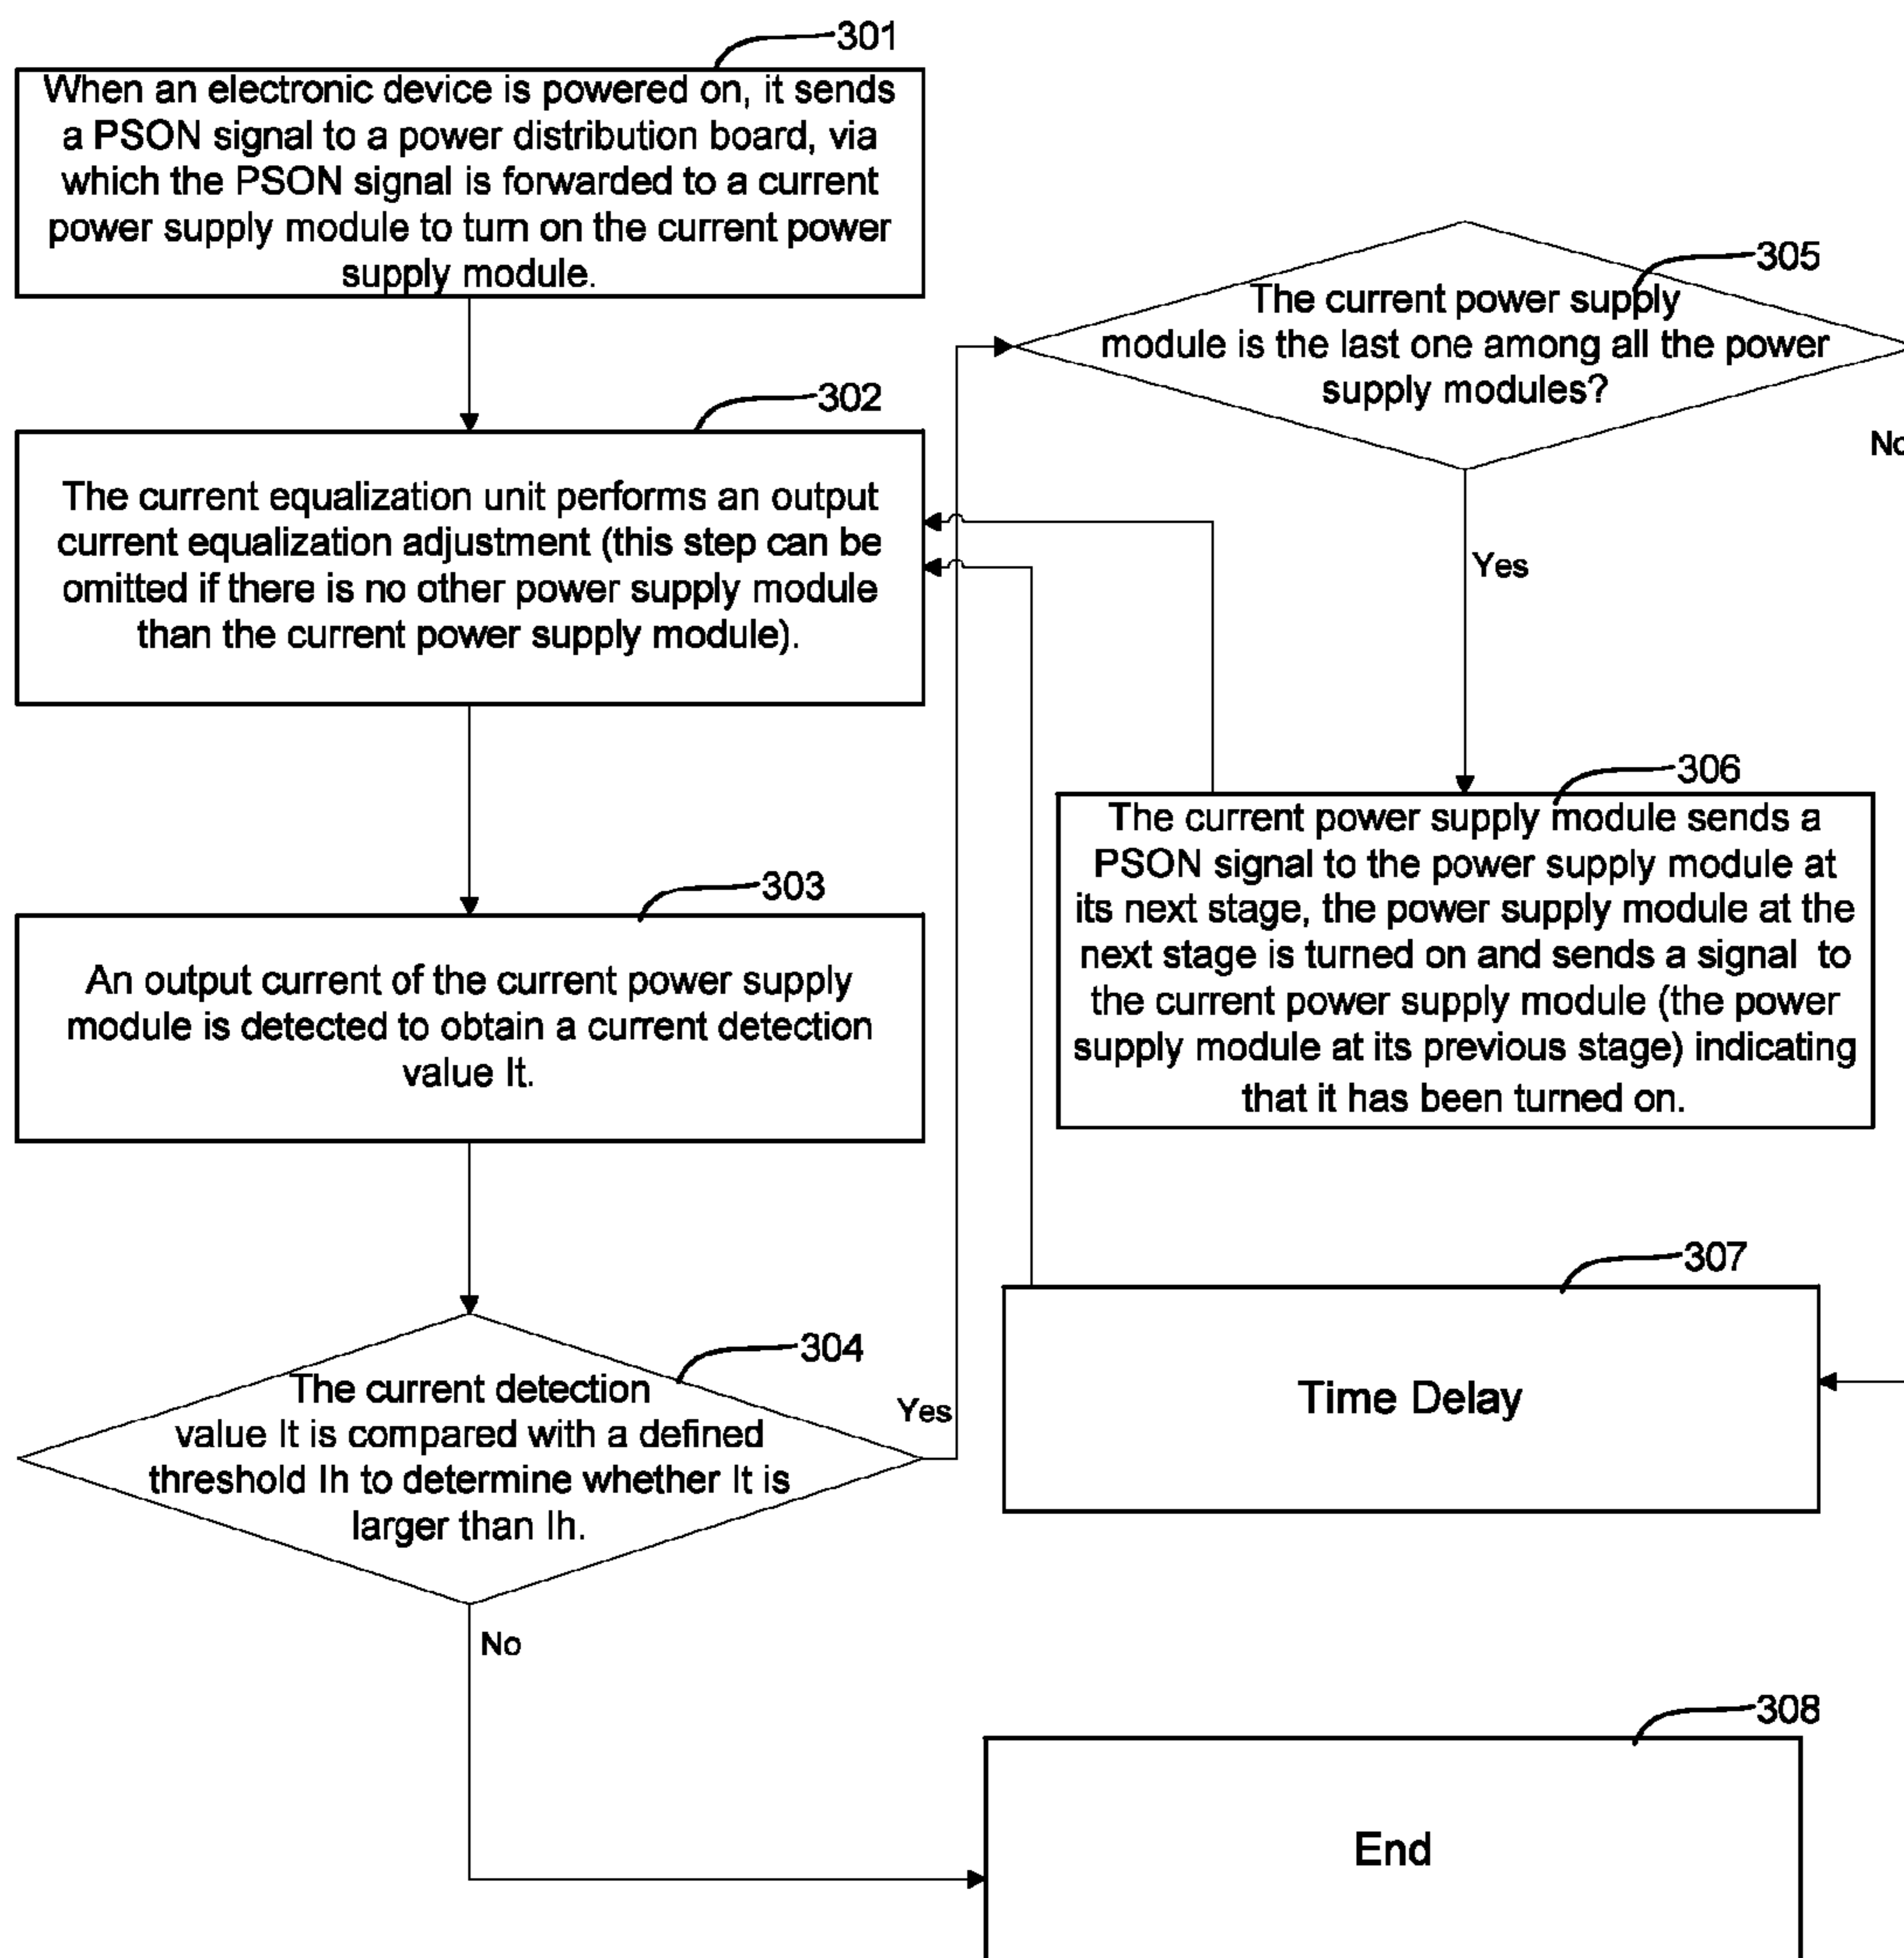 301
When an electronic device is powered on, it sends
a PSON signal to a power distribution board, via
which the PSON signal is forwarded to a current
power supply module to turn on the current power
supply module.
302
The current equalization unit performs an output
current equalization adjustment (this step can be
omitted if there is no other power supply module
than the current power supply module).
303
An output current of the current power supply
module is detected to obtain a current detection
value It.
304
The current detection
value It is compared with a defined
threshold Ih to determine whether It is
larger than Ih.
Yes
No
305
The current power supply
module is the last one among all the power
supply modules?
No
Yes
306
The current power supply module sends a
PSON signal to the power supply module at
its next stage, the power supply module at the
next stage is turned on and sends a signal to
the current power supply module (the power
supply module at its previous stage) indicating
that it has been turned on.
307
Time Delay
308
End